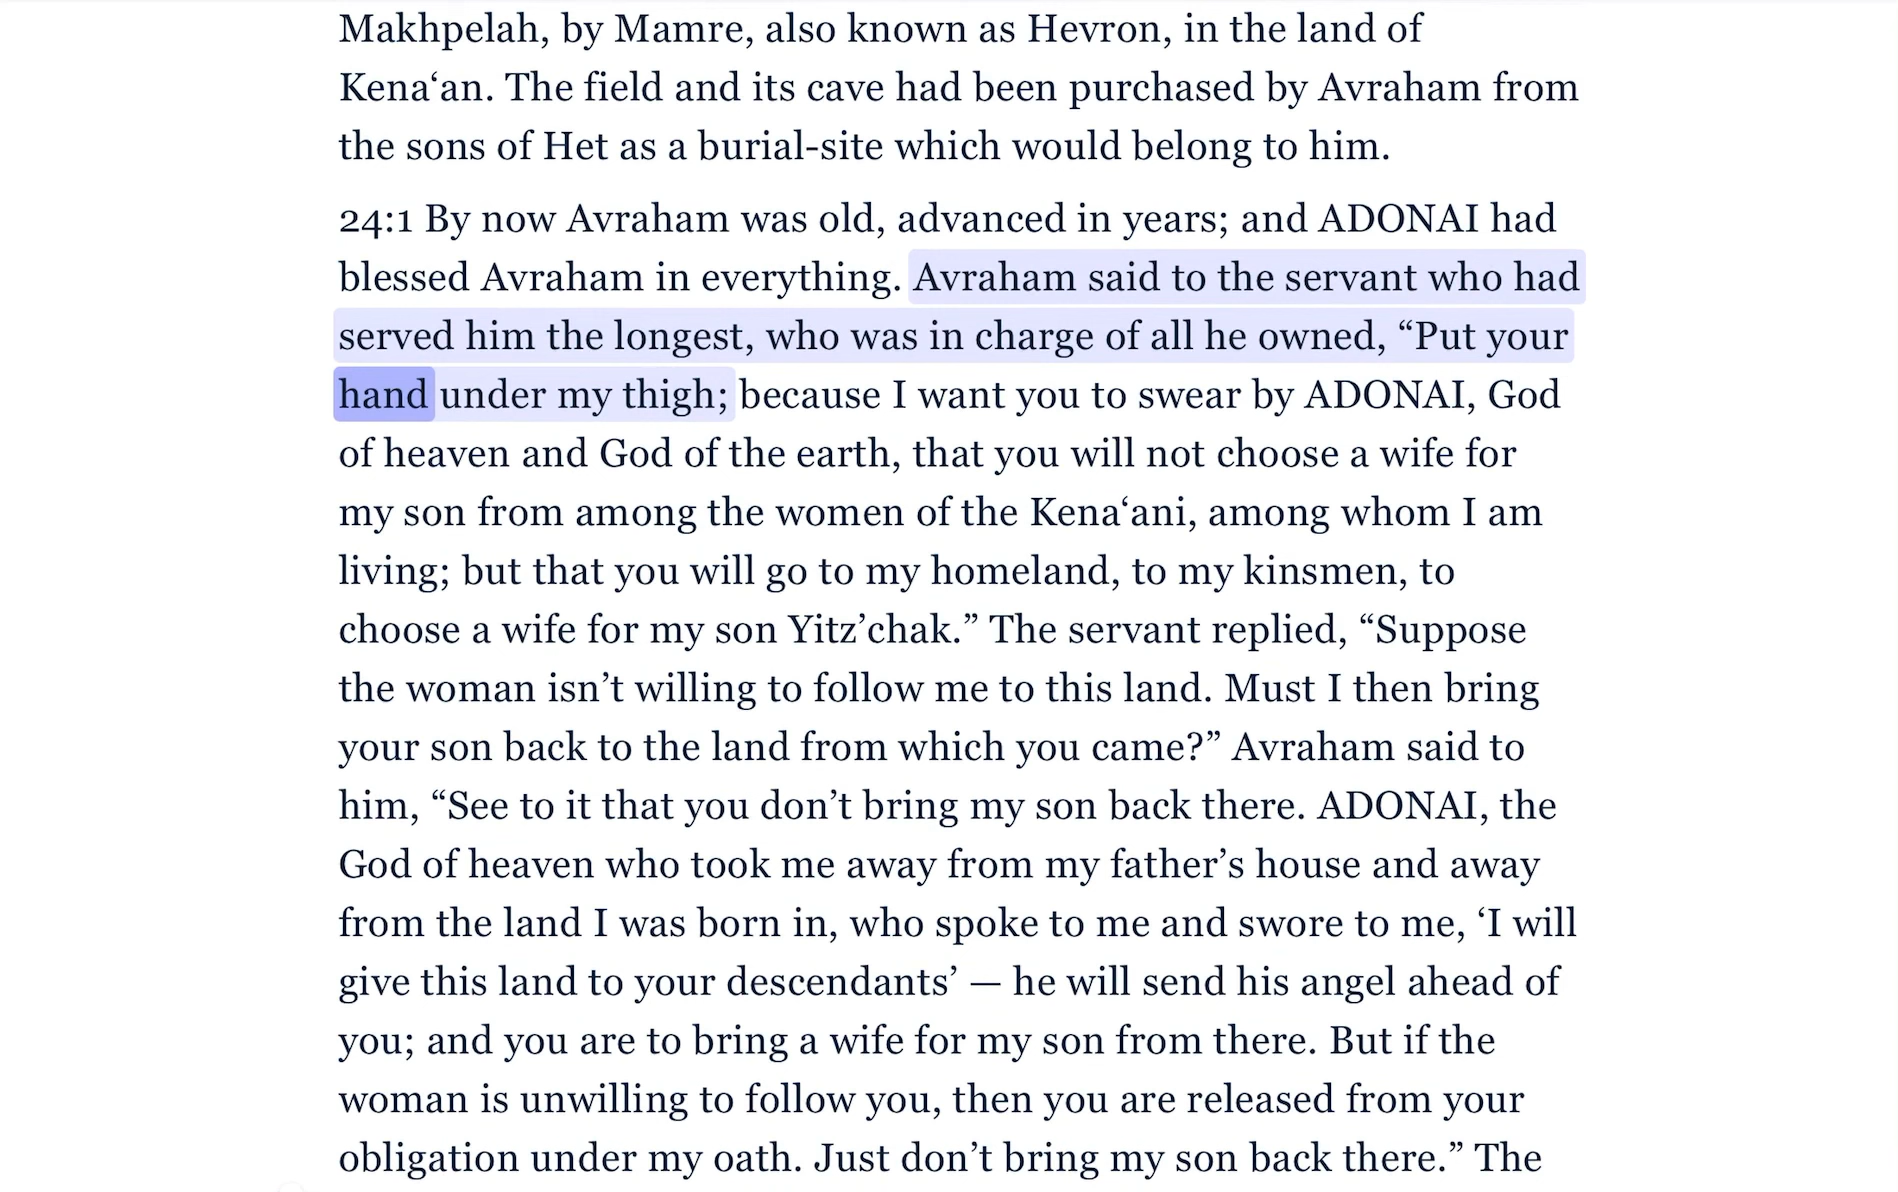 Makhpelah, by Mamre, also known as Hevron, in the land of
Kena‘an. The field and its cave had been purchased by Avraham from
the sons of Het as a burial-site which would belong to him.
24:1 By now Avraham was old, advanced in years; and ADONAI had
blessed Avraham in everything. Avraham said to the servant who had
served him the longest, who was in charge of all he owned, “Put your
hand under my thigh; because I want you to swear by ADONAI, God
of heaven and God of the earth, that you will not choose a wife for
my son from among the women of the Kena‘ani, among whom I am
living; but that you will go to my homeland, to my kinsmen, to
choose a wife for my son Yitz’chak.” The servant replied, “Suppose
the woman isn’t willing to follow me to this land. Must I then bring
your son back to the land from which you came?” Avraham said to
him, “See to it that you don’t bring my son back there. ADONAI, the
God of heaven who took me away from my father’s house and away
from the land I was born in, who spoke to me and swore to me, ‘I will
give this land to your descendants’ — he will send his angel ahead of
you; and you are to bring a wife for my son from there. But if the
woman is unwilling to follow you, then you are released from your
obligation under my oath. Just don’t bring my son back there.” The